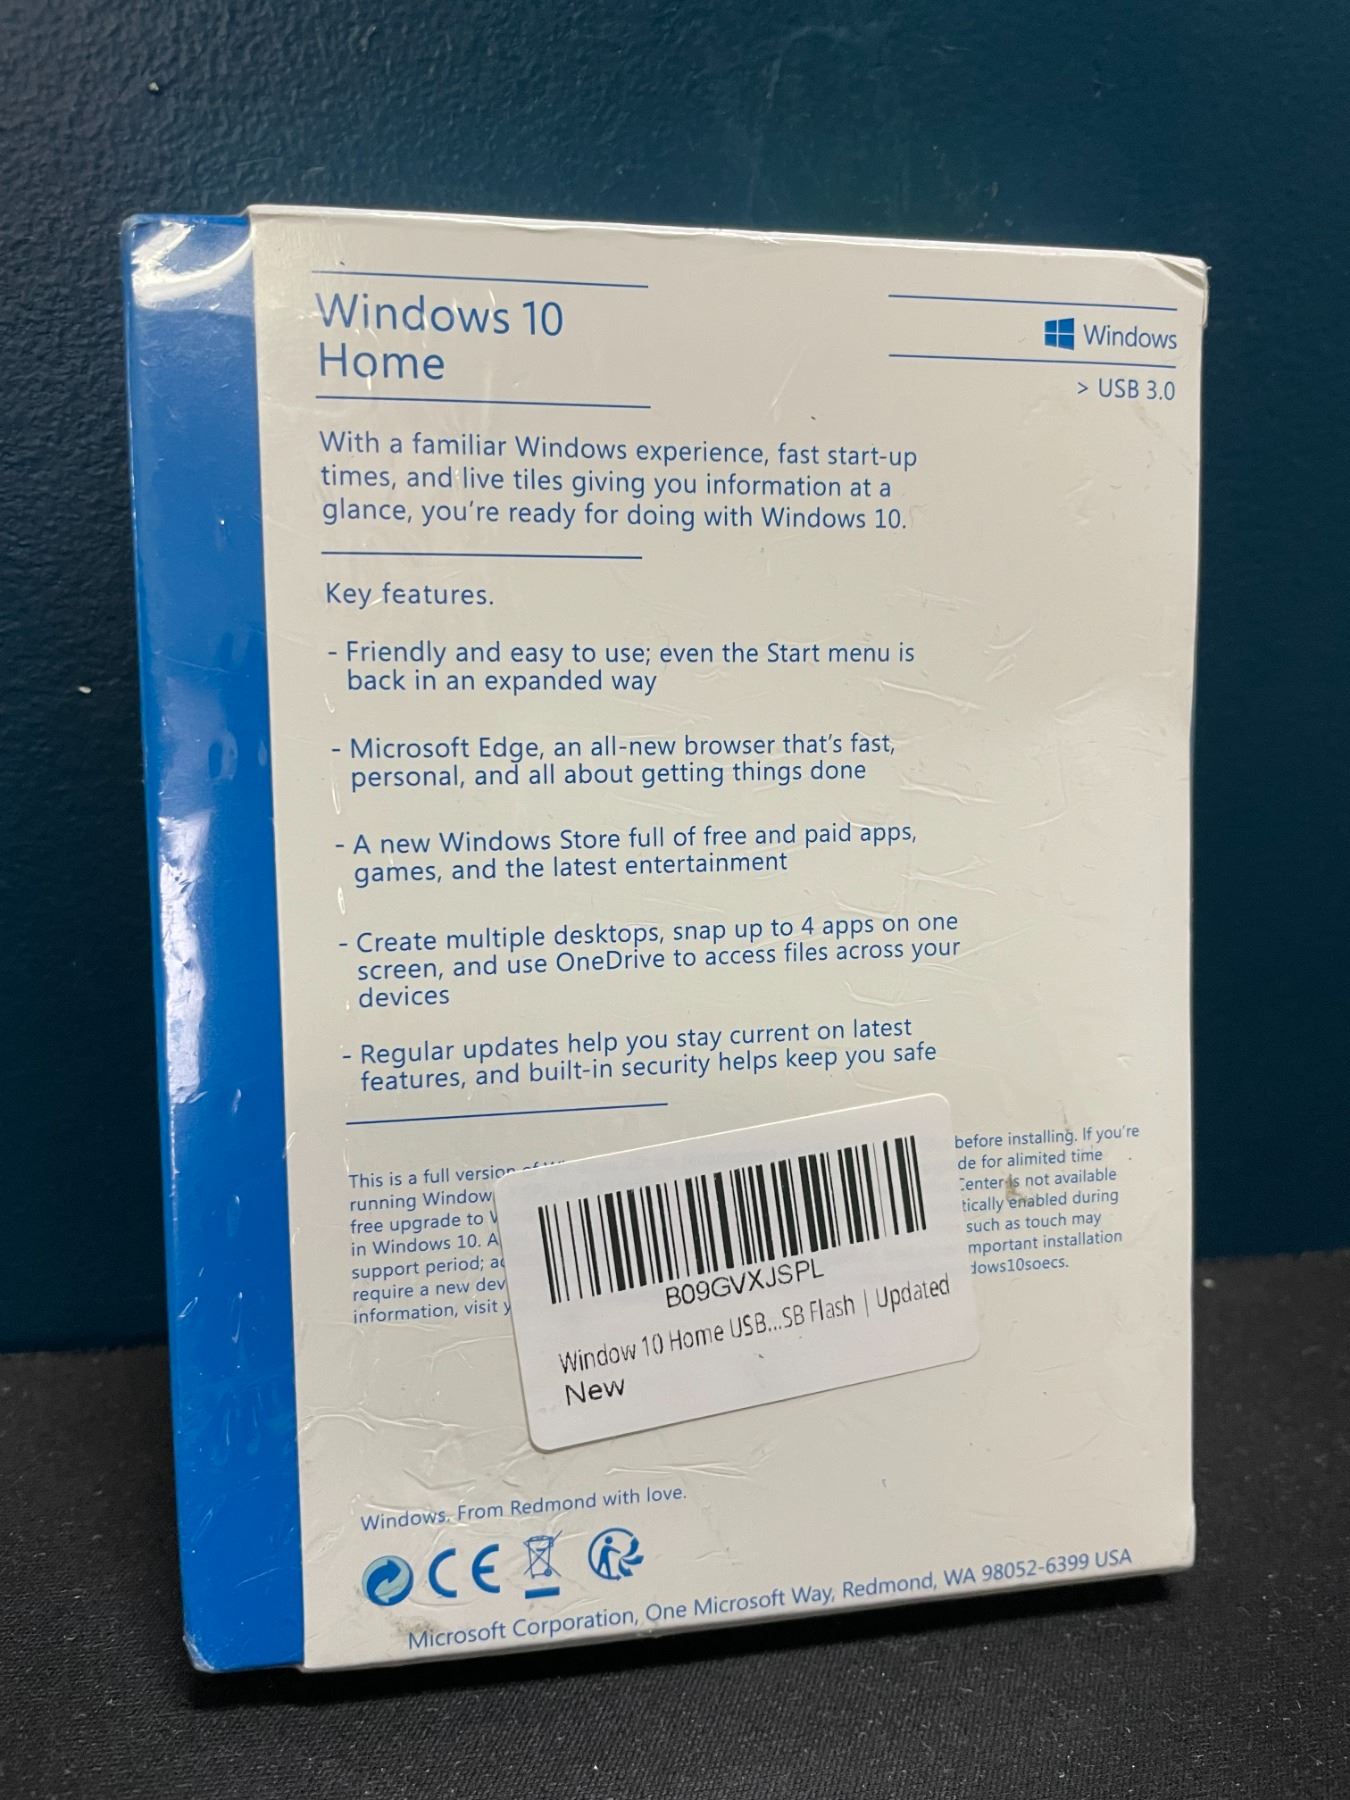 Windows 10
Home
Windows
> USB 3.0
With a familiar Windows experience, fast start-up
times, and live tiles giving you information at a
glance, you're ready for doing with Windows 10.
Key features.
- Friendly and easy to use; even the Start menu is
back in an expanded way
- Microsoft Edge, an all-new browser that's fast,
personal, and all about getting things done
- A new Windows Store full of free and paid apps,
games, and the latest entertainment
- Create multiple desktops, snap up to 4 apps on one
screen, and use OneDrive to access files across your
devices
- Regular updates help you stay current on latest
features, and built-in security helps keep you safe
This is a full version before installing. If you're
running Window de for alimited time
free upgrade to is not available
in Windows 10. tically enabled during
support period; such as touch may
require a new dev mportant installation
information, visit dows10soecs.
B09GVXJSPL
Window 10 Home USB...SB Flash | Updated
New
Windows. From Redmond with love.
CE
Microsoft Corporation, One Microsoft Way, Redmond, WA 98052-6399 USA